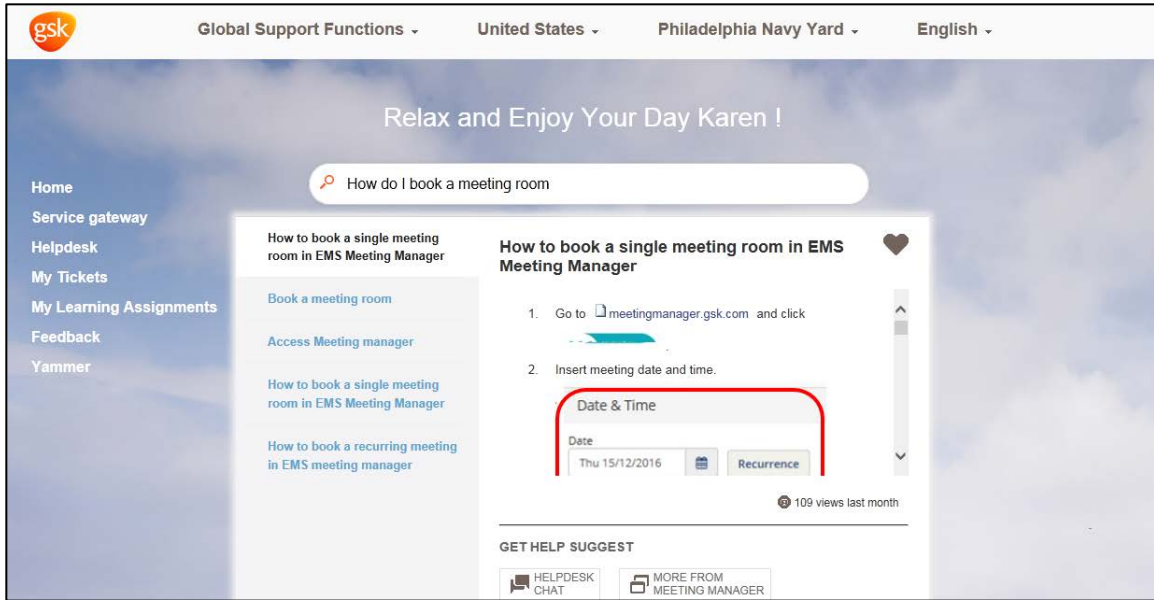 gsk
Global Support Functions
United States
Philadelphia Navy Yard
English
Relax and Enjoy Your Day Karen !
How do I book a meeting room
Home
Service gateway
Helpdesk
My Tickets
My Learning Assignments
Feedback
Yammer
How to book a single meeting
room in EMS Meeting Manager
Book a meeting room
Access Meeting manager
How to book a single meeting
room in EMS Meeting Manager
How to book a recurring meeting
in EMS meeting manager
How to book a single meeting room in EMS
Meeting Manager
1. Go to meetingmanager.gsk.com and click
2. Insert meeting date and time.
Date & Time
Date
Thu 15/12/2016
Recurrence
109 views last month
GET HELP SUGGEST
HELPDESK
CHAT
MORE FROM
MEETING MANAGER